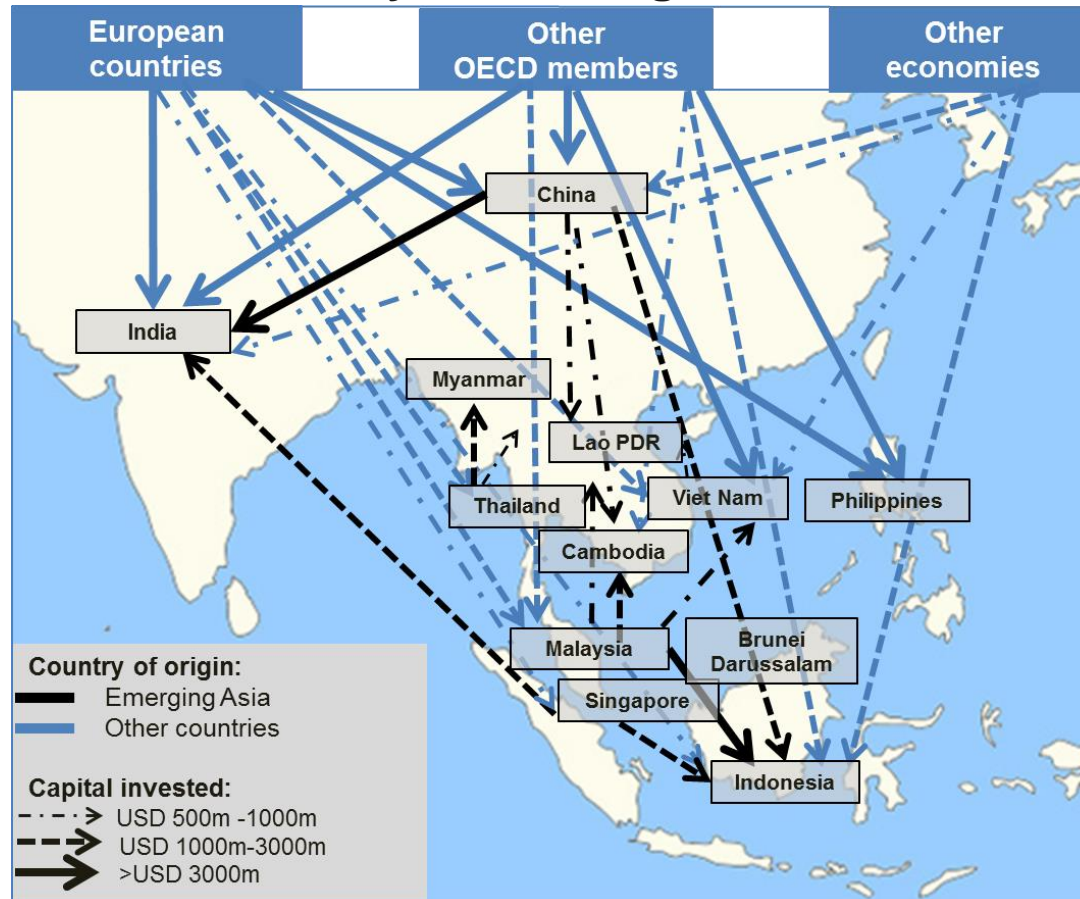 European
countries
Other
OECD members
Other
economies
China
India
Myanmar
Lao PDR
Thailand
Viet Nam
Philippines
Cambodia
Malaysia
Brunei
Darussalam
Singapore
Indonesia
Country of origin:
Emerging Asia
Other countries
Capital invested:
USD 500m -1000m
USD 1000m-3000m
>USD 3000m